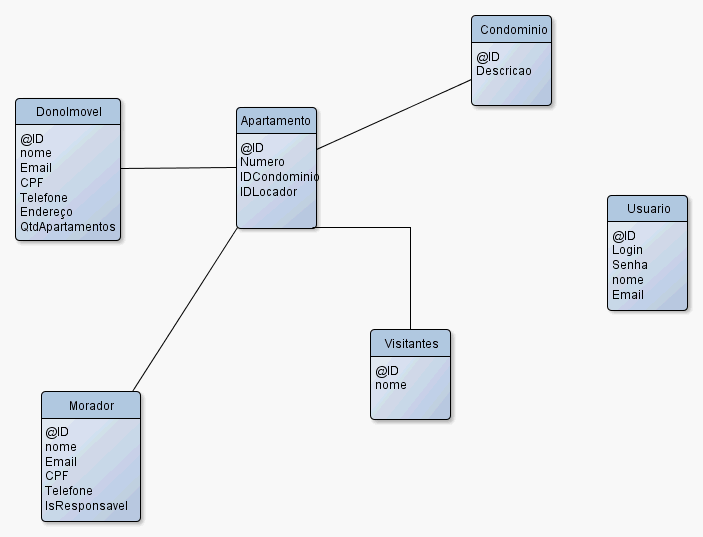 Condominio
@ID
Descricao
DonoImovel
@ID
nome
Email
CPF
Telefone
Endereço
QtdApartamentos
Apartamento
@ID
Numero
IDCondominio
IDLocador
Usuario
@ID
Login
Senha
nome
Email
Visitantes
@ID
nome
Morador
@ID
nome
Email
CPF
Telefone
IsResponsavel